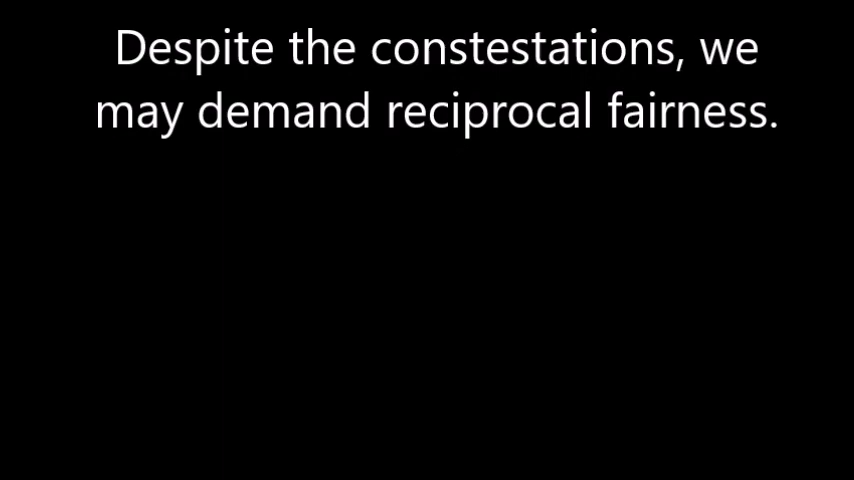 Despite the constestations, we
may demand reciprocal fairness.